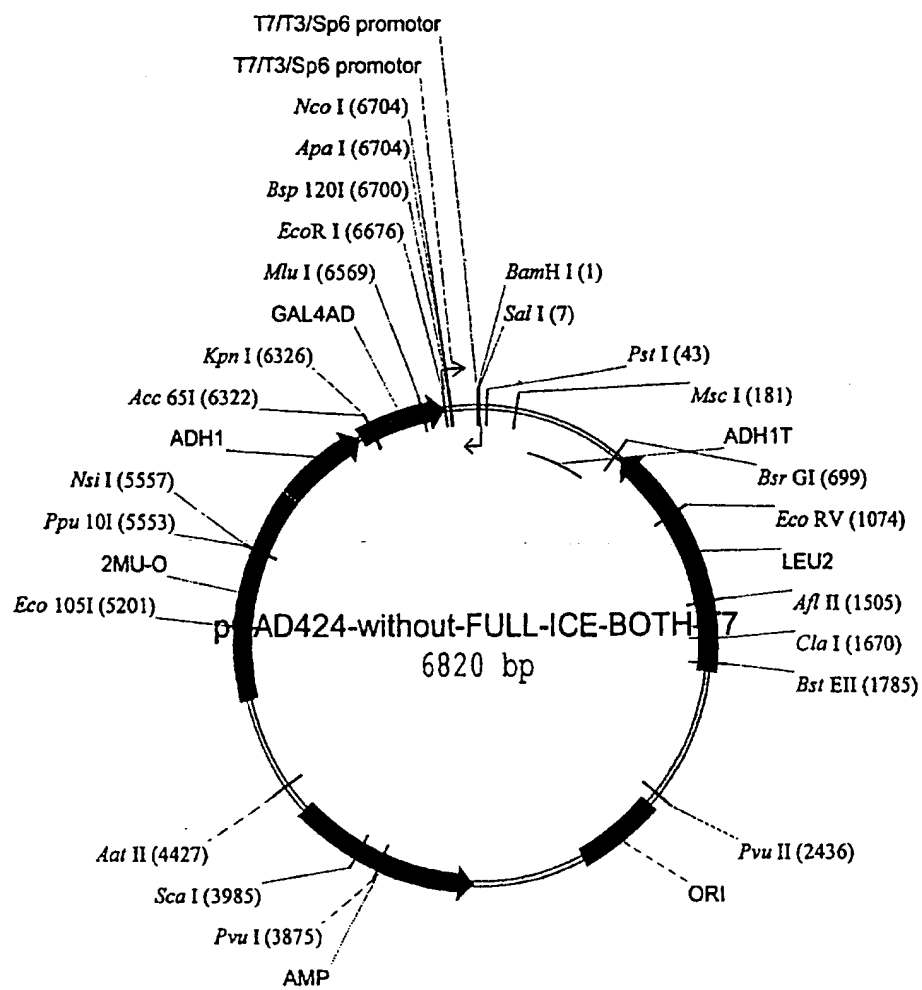 T7/T3/Sp6 promotor
T7/T3/Sp6 promotor
Nco I (6704)
Apa I (6704)
Bsp 120I (6700)
EcoR I (6676)
Mlu I (6569)
GAL4AD
Kpn I (6326)
Acc 65I (6322)
ADH1
Nsi I (5557)
Ppu 10I (5553)
2MU-O
Eco 105I (5201)
BamH I (1)
Sal I (7)
Pst I (43)
Msc I (181)
ADH1T
Bsr GI (699)
Eco RV (1074)
LEU2
Afl II (1505)
Cla I (1670)
Bst EII (1785)
6820 bp
Aat II (4427)
Sca I (3985)
Pvu I (3875)
AMP
Pvu II (2436)
ORI